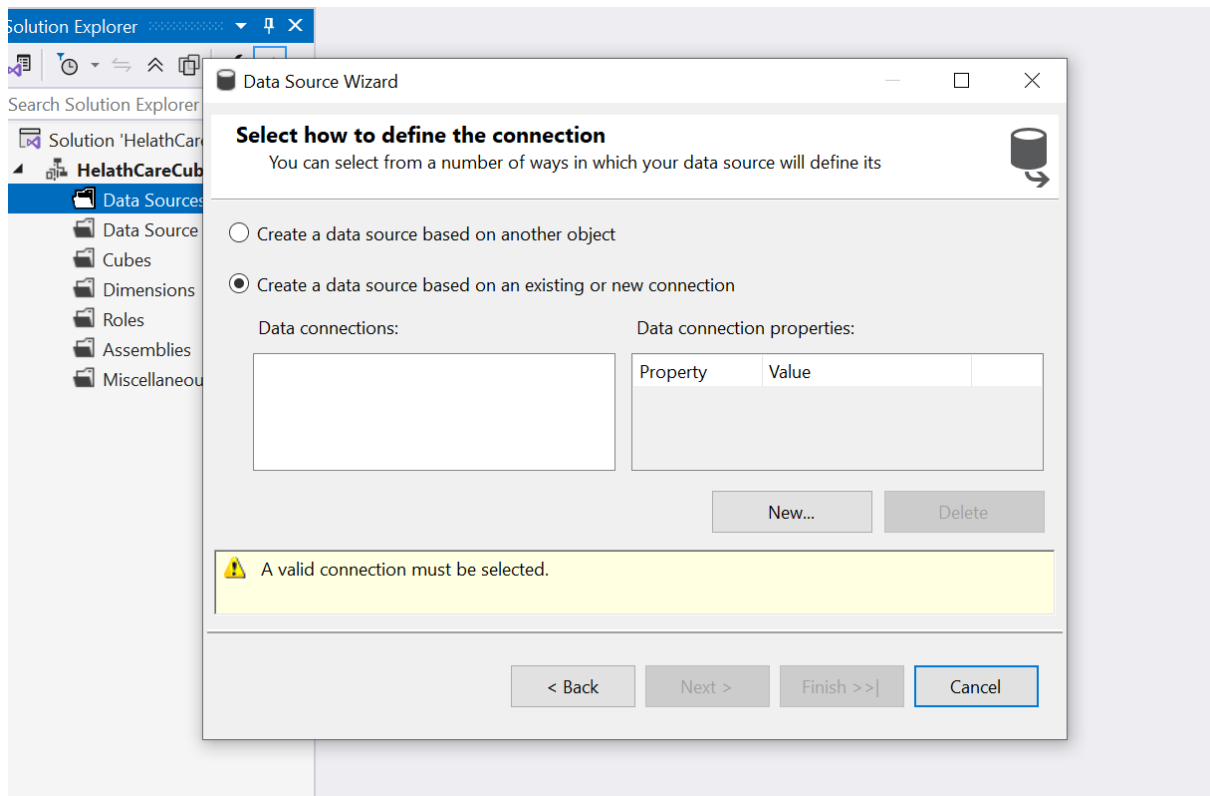 Solution Explorer
Search Solution Explorer
Solution 'HelathCar
HelathCareCub
Data Sources
Data Source
Cubes
Dimensions
Roles
Assemblies
Miscellaneou
Data Source Wizard
Select how to define the connection
You can select from a number of ways in which your data source will define its
Create a data source based on another object
Create a data source based on an existing or new connection
Data connections:
Data connection properties:
Property Value
New... Delete
A valid connection must be selected.
< Back Next > Finish >>| Cancel